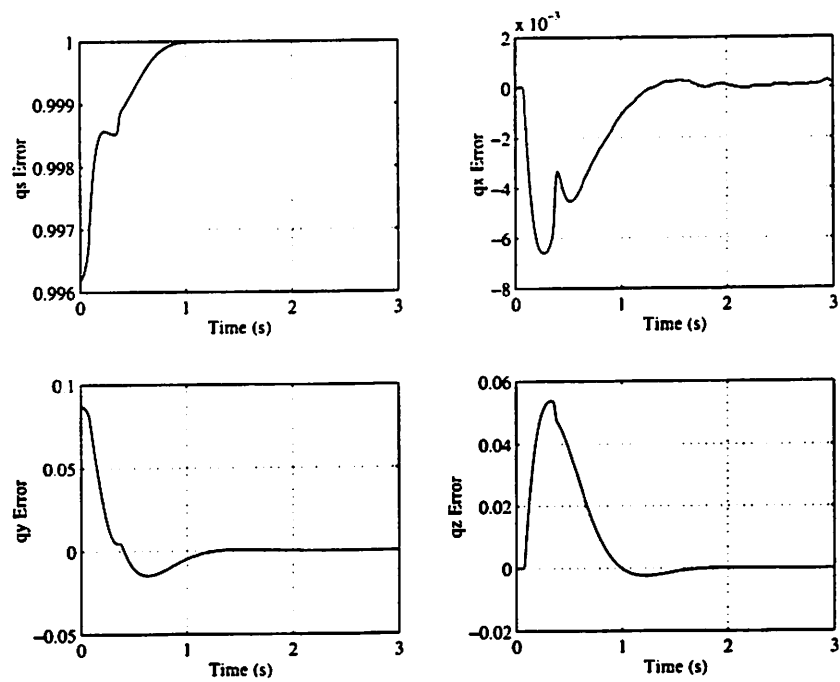 1
0.999
0.998
0.997
0.996
qs Error
0 1 2 3
Time (s)
x 10⁻³
2
0
−2
−4
−6
−8
qx Error
0 1 2 3
Time (s)
0.1
0.05
0
−0.05
qy Error
0 1 2 3
Time (s)
0.06
0.04
0.02
0
−0.02
qz Error
0 1 2 3
Time (s)